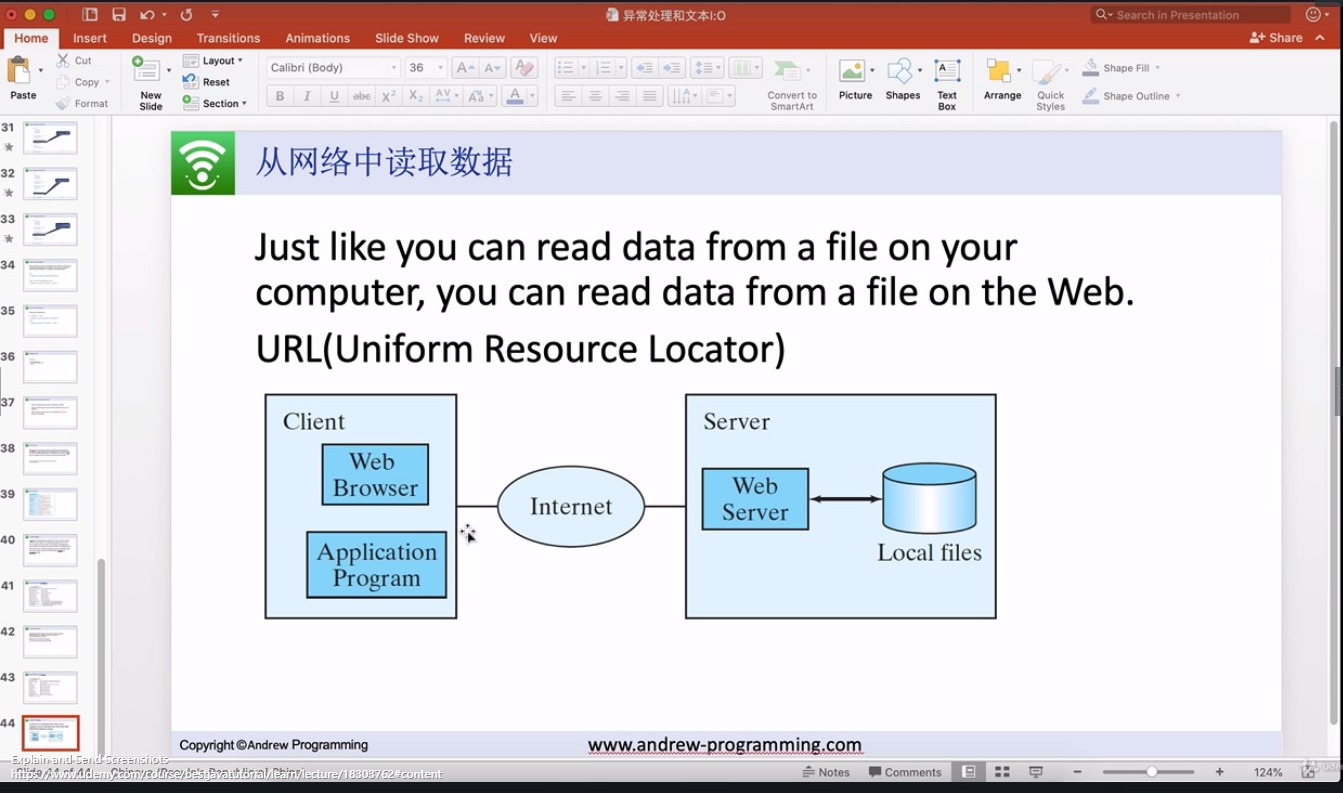 异常处理和文本I:O
Search in Presentation
Home Insert Design Transitions Animations Slide Show Review View
Share
Paste
Cut
Copy
Format
New
Slide
Layout
Reset
Section
Calibri (Body) 36
B I U abc X² X₂ AV Aa A
Convert to
SmartArt
Picture
Shapes
Text
Box
Arrange
Quick
Styles
Shape Fill
Shape Outline
31
32
33
34
35
36
37
38
39
40
41
42
43
44
从网络中读取数据
Just like you can read data from a file on your
computer, you can read data from a file on the Web.
URL(Uniform Resource Locator)
Client
Web
Browser
Application
Program
Internet
Server
Web
Server
Local files
Copyright ©Andrew Programming
www.andrew-programming.com
Explain and Send Screenshots
https://www.udemy.com/course/bestjavatutorial/learn/lecture/18303762#content
Notes
Comments
124%